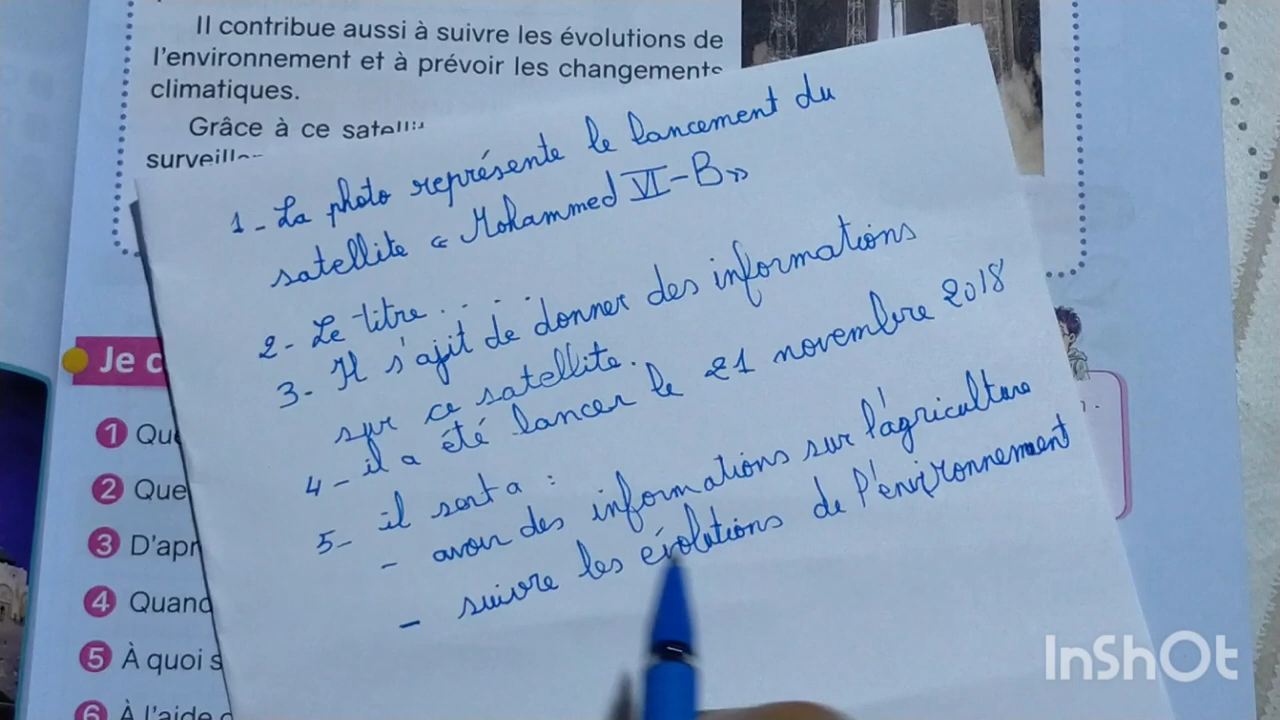 Il contribue aussi à suivre les évolutions de
l'environnement et à prévoir les changements
climatiques.
Grâce à ce
1 - La photo représente le lancement du
satellite « Mohammed VI - B »
2 - Le titre . . . .
3 - Il s'ajit de donner des informations
sur ce satellite.
4 - il a été lancer le 21 novembre 2018
5 - il sert a :
- avoir des informations sur l'agriculture
- suivre les évolutions de l'environnement
Je c
1 Qu
2 Que
3 D'apr
4 Quand
5 À quoi s
6 À l'aide
InShOt